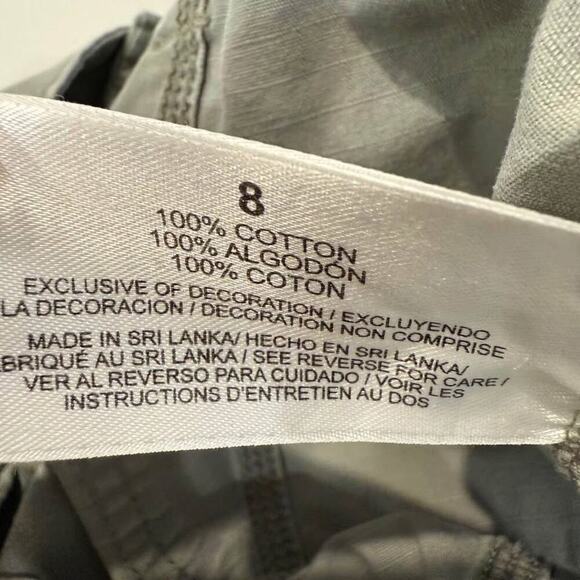 8
100% COTTON
100% ALGODÓN
100% COTON
EXCLUSIVE OF DECORATION / EXCLUYENDO
LA DECORACION / DECORATION NON COMPRISE
MADE IN SRI LANKA/ HECHO EN SRI LANKA/
ABRIQUÉ AU SRI LANKA / SEE REVERSE FOR CARE /
VER AL REVERSO PARA CUIDADO / VOIR LES
INSTRUCTIONS D'ENTRETIEN AU DOS